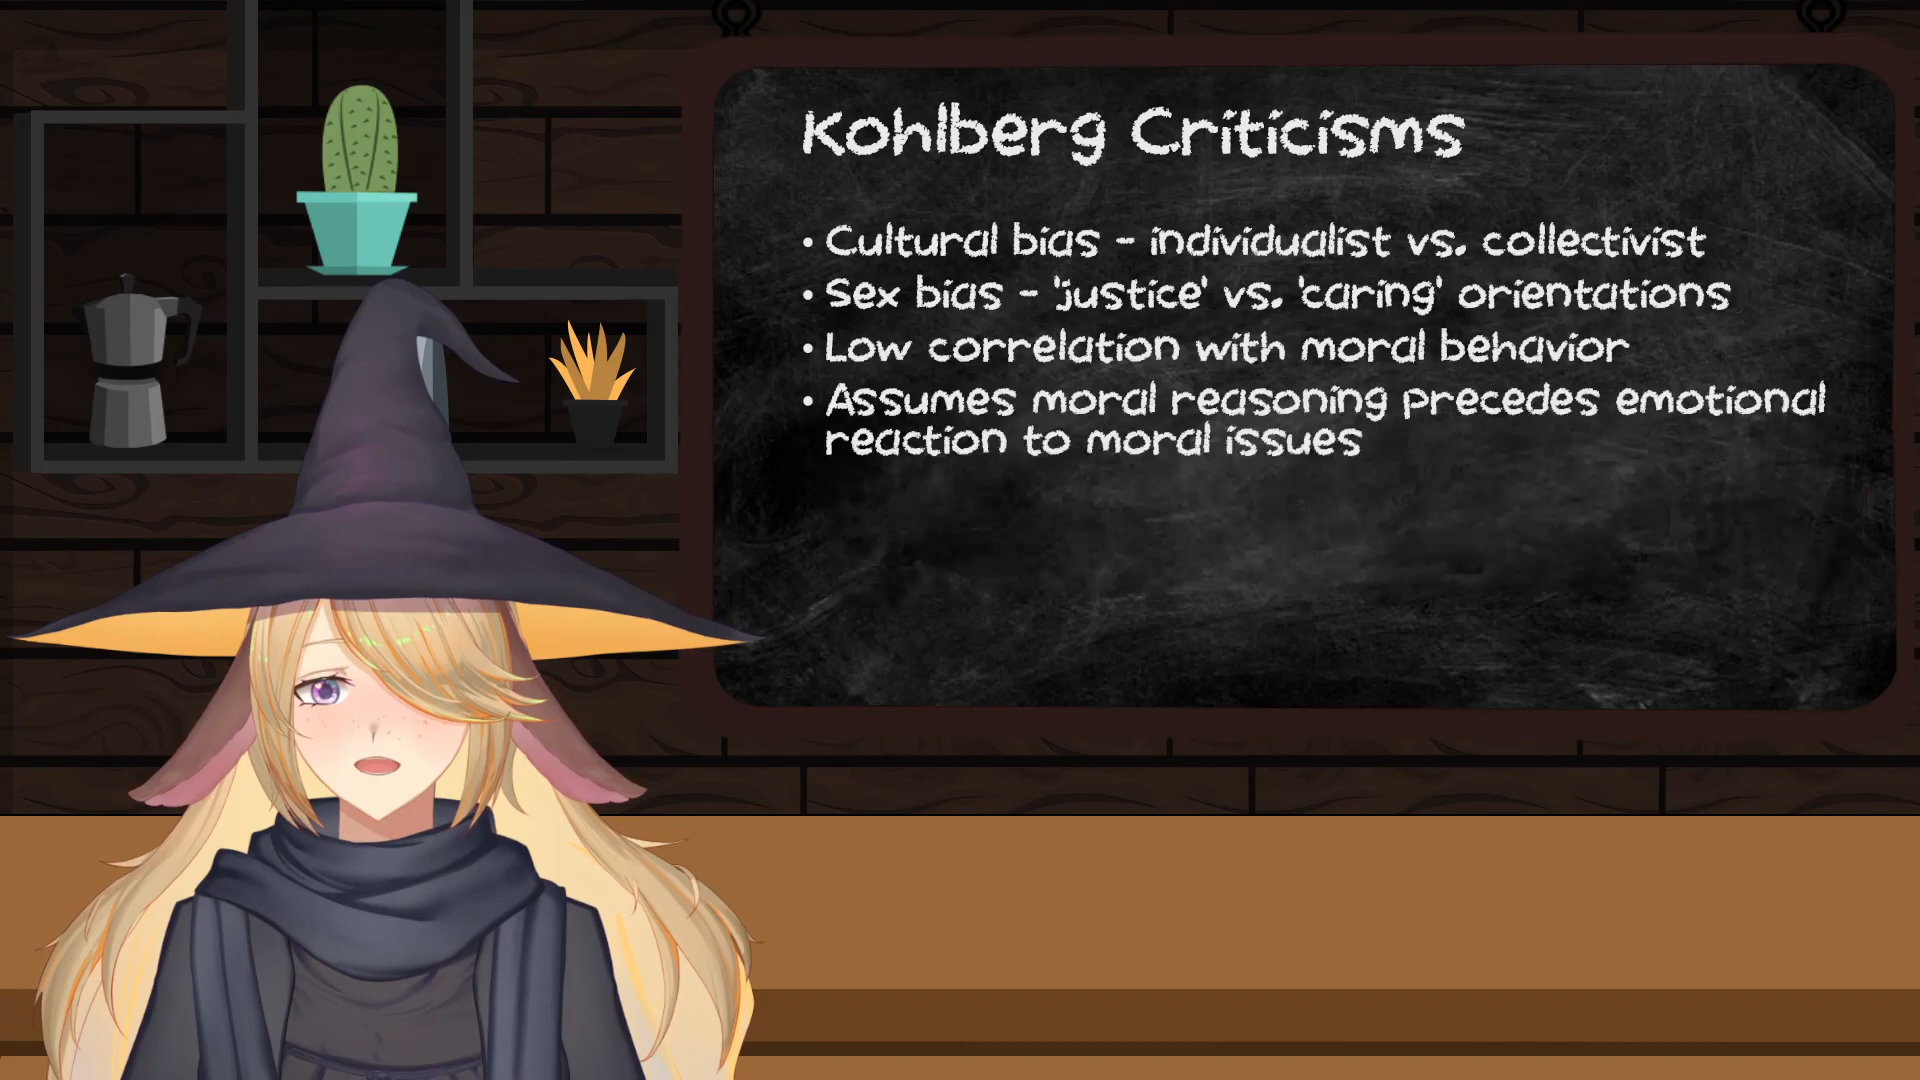 Kohlberg Criticisms
• Cultural bias - individualist vs. collectivist
• Sex bias - 'justice' vs. 'caring' orientations
• Low correlation with moral behavior
• Assumes moral reasoning precedes emotional
reaction to moral issues